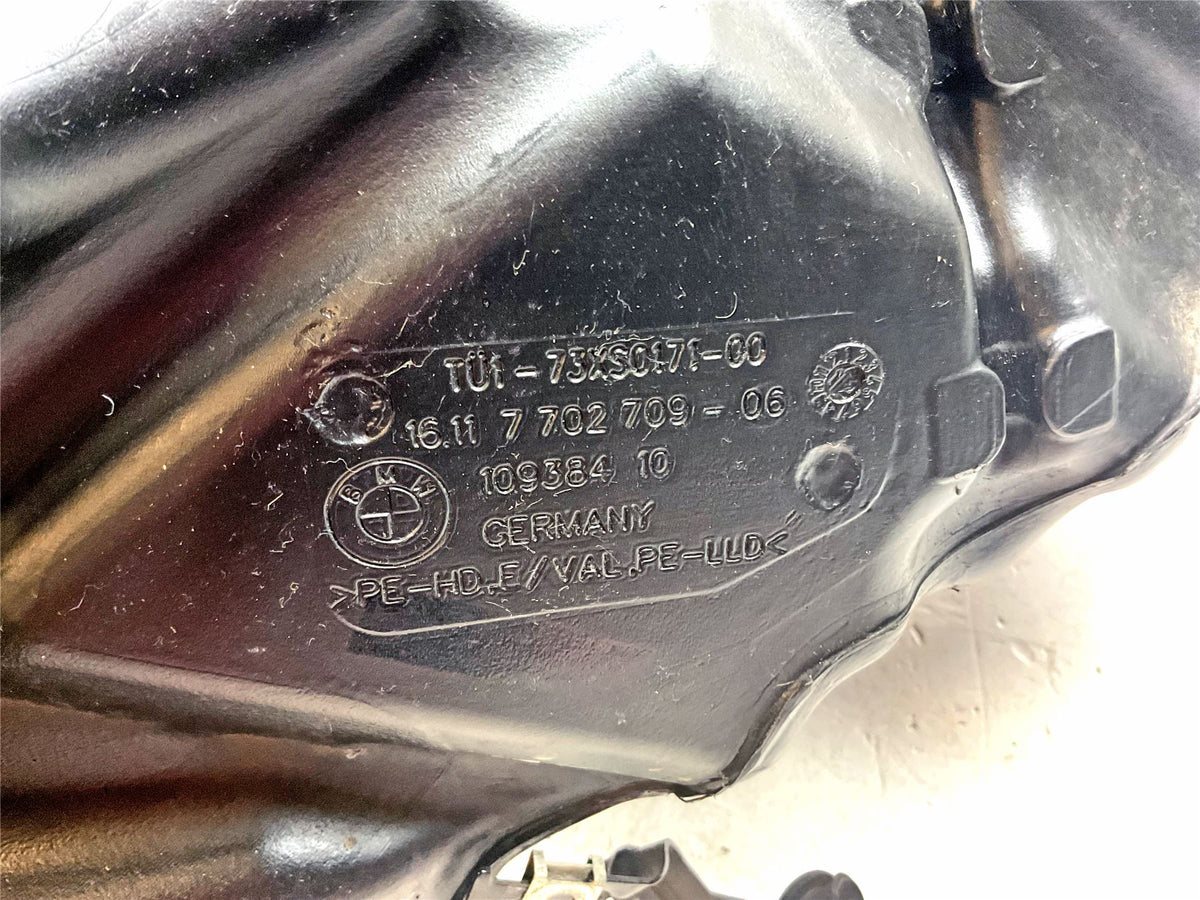 TÜ1-73XS0171-00
16.11 7 702 709-06
109384 10
BMW
GERMANY
>PE-HD.E/VAL.PE-LLD<